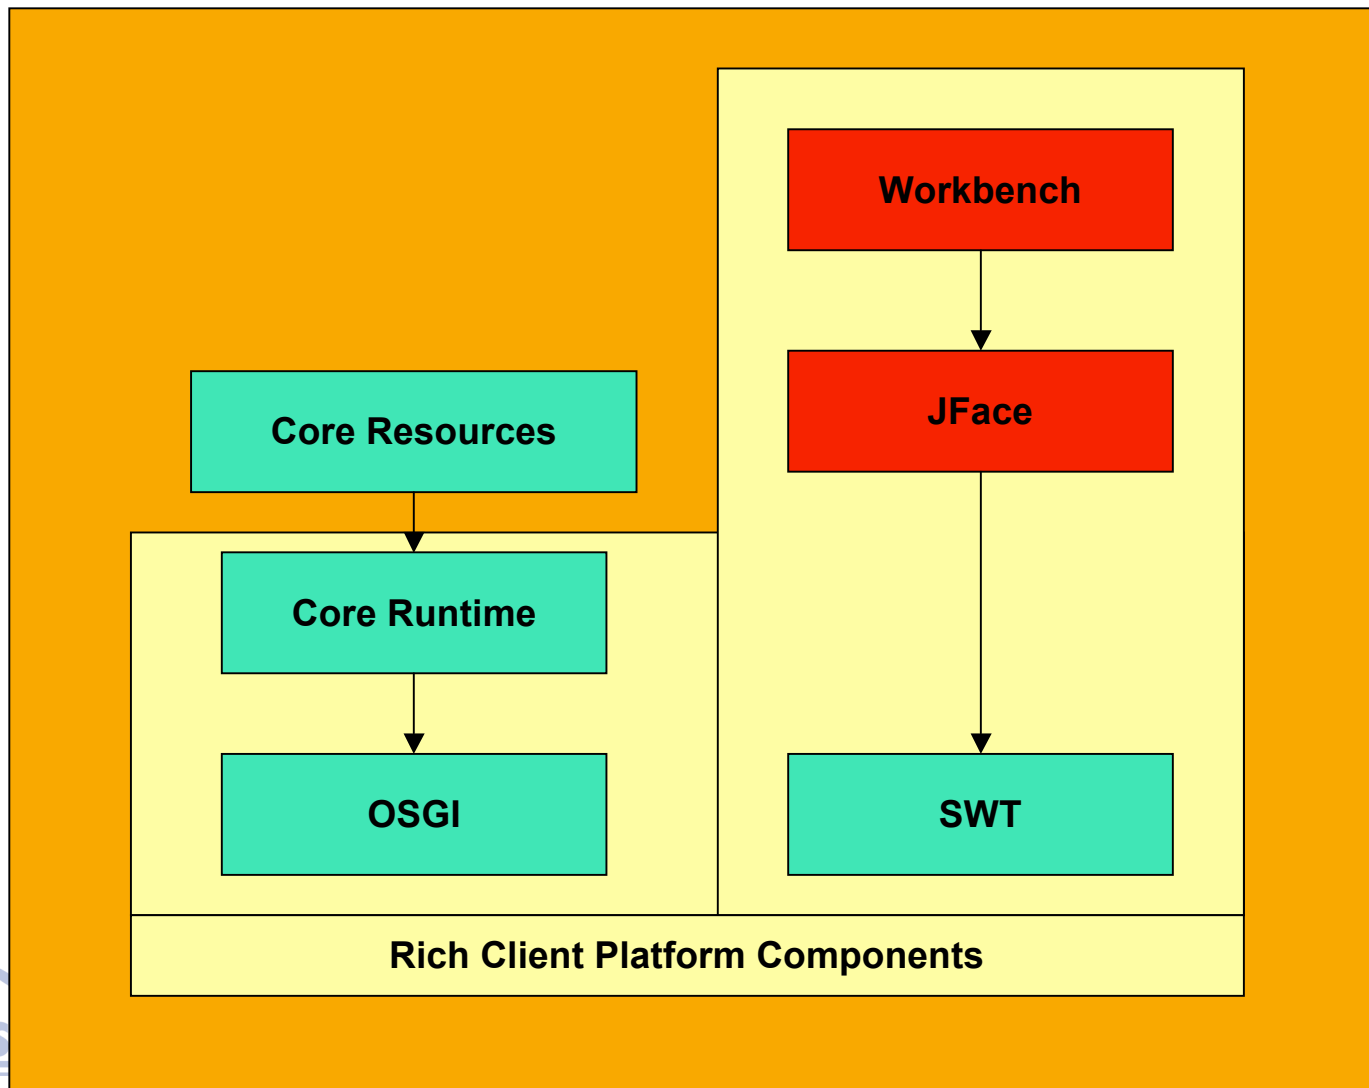 Workbench
JFace
Core Resources
Core Runtime
OSGI
SWT
Rich Client Platform Components